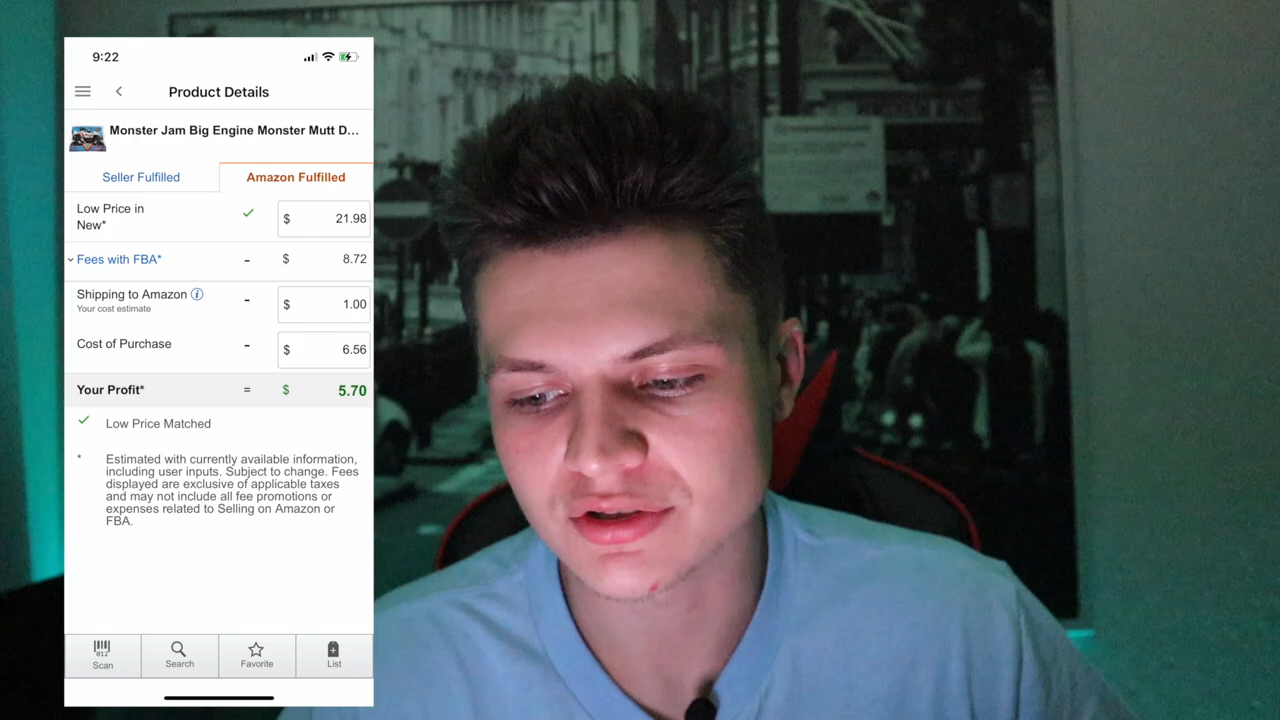 9:22
Product Details
Monster Jam Big Engine Monster Mutt D...
Seller Fulfilled Amazon Fulfilled
Low Price in
New*
$ 21.98
Fees with FBA* - $ 8.72
Shipping to Amazon i - $ 1.00
Your cost estimate
Cost of Purchase - $ 6.56
Your Profit* = $ 5.70
Low Price Matched
* Estimated with currently available information,
including user inputs. Subject to change. Fees
displayed are exclusive of applicable taxes
and may not include all fee promotions or
expenses related to Selling on Amazon or
FBA.
Scan Search Favorite List